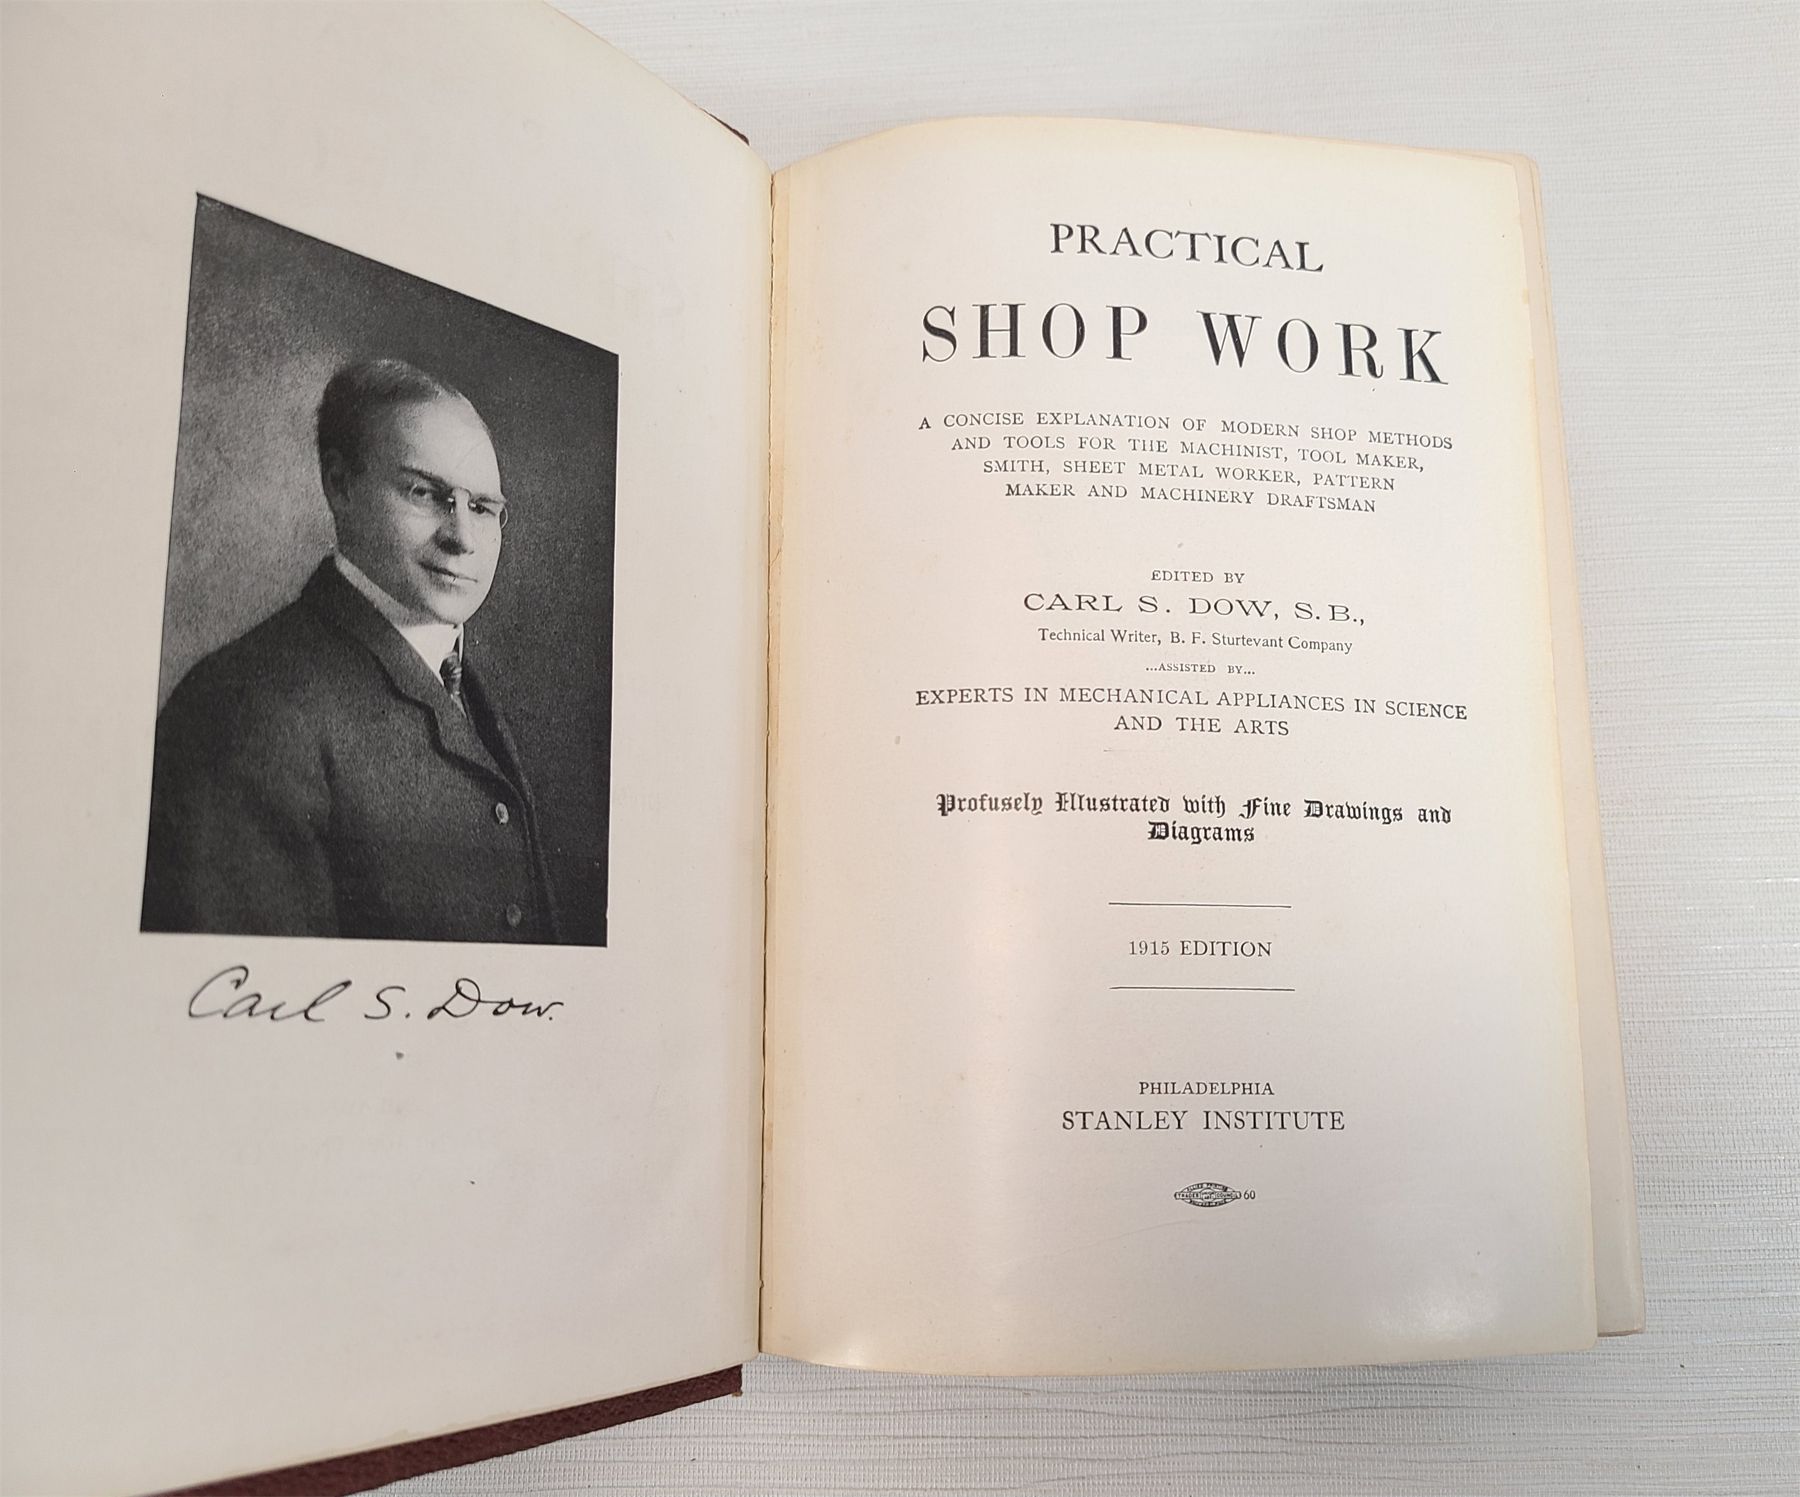 Carl S. Dow.
PRACTICAL
SHOP WORK
A CONCISE EXPLANATION OF MODERN SHOP METHODS
AND TOOLS FOR THE MACHINIST, TOOL MAKER,
SMITH, SHEET METAL WORKER, PATTERN
MAKER AND MACHINERY DRAFTSMAN
EDITED BY
CARL S. DOW, S. B.,
Technical Writer, B. F. Sturtevant Company
...ASSISTED BY...
EXPERTS IN MECHANICAL APPLIANCES IN SCIENCE
AND THE ARTS
Profusely Illustrated with Fine Drawings and
Diagrams
1915 EDITION
PHILADELPHIA
STANLEY INSTITUTE
TRADES COUNCIL 60